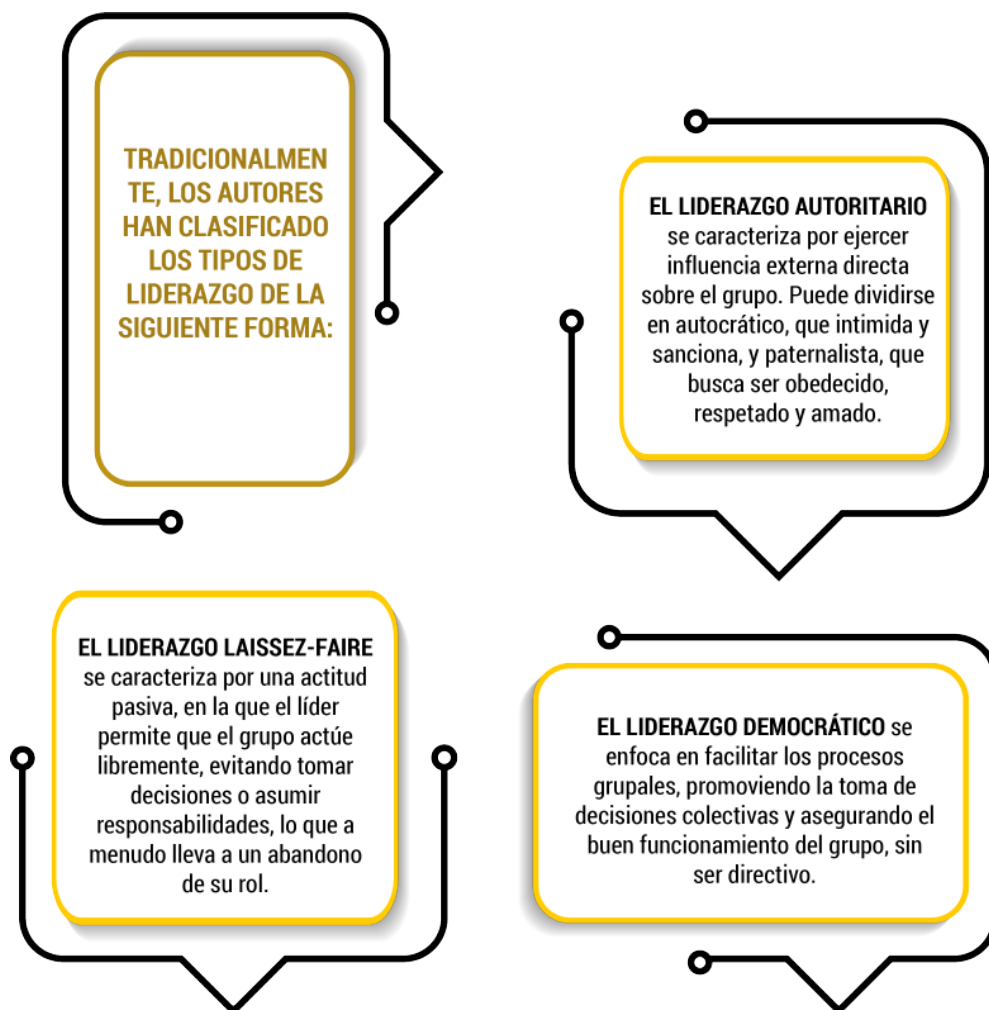 TRADICIONALMEN
TE, LOS AUTORES
HAN CLASIFICADO
LOS TIPOS DE
LIDERAZGO DE LA
SIGUIENTE FORMA:
EL LIDERAZGO AUTORITARIO
se caracteriza por ejercer
influencia externa directa
sobre el grupo. Puede dividirse
en autocrático, que intimida y
sanciona, y paternalista, que
busca ser obedecido,
respetado y amado.
EL LIDERAZGO LAISSEZ-FAIRE
se caracteriza por una actitud
pasiva, en la que el líder
permite que el grupo actúe
libremente, evitando tomar
decisiones o asumir
responsabilidades, lo que a
menudo lleva a un abandono
de su rol.
EL LIDERAZGO DEMOCRÁTICO se
enfoca en facilitar los procesos
grupales, promoviendo la toma de
decisiones colectivas y asegurando el
buen funcionamiento del grupo, sin
ser directivo.